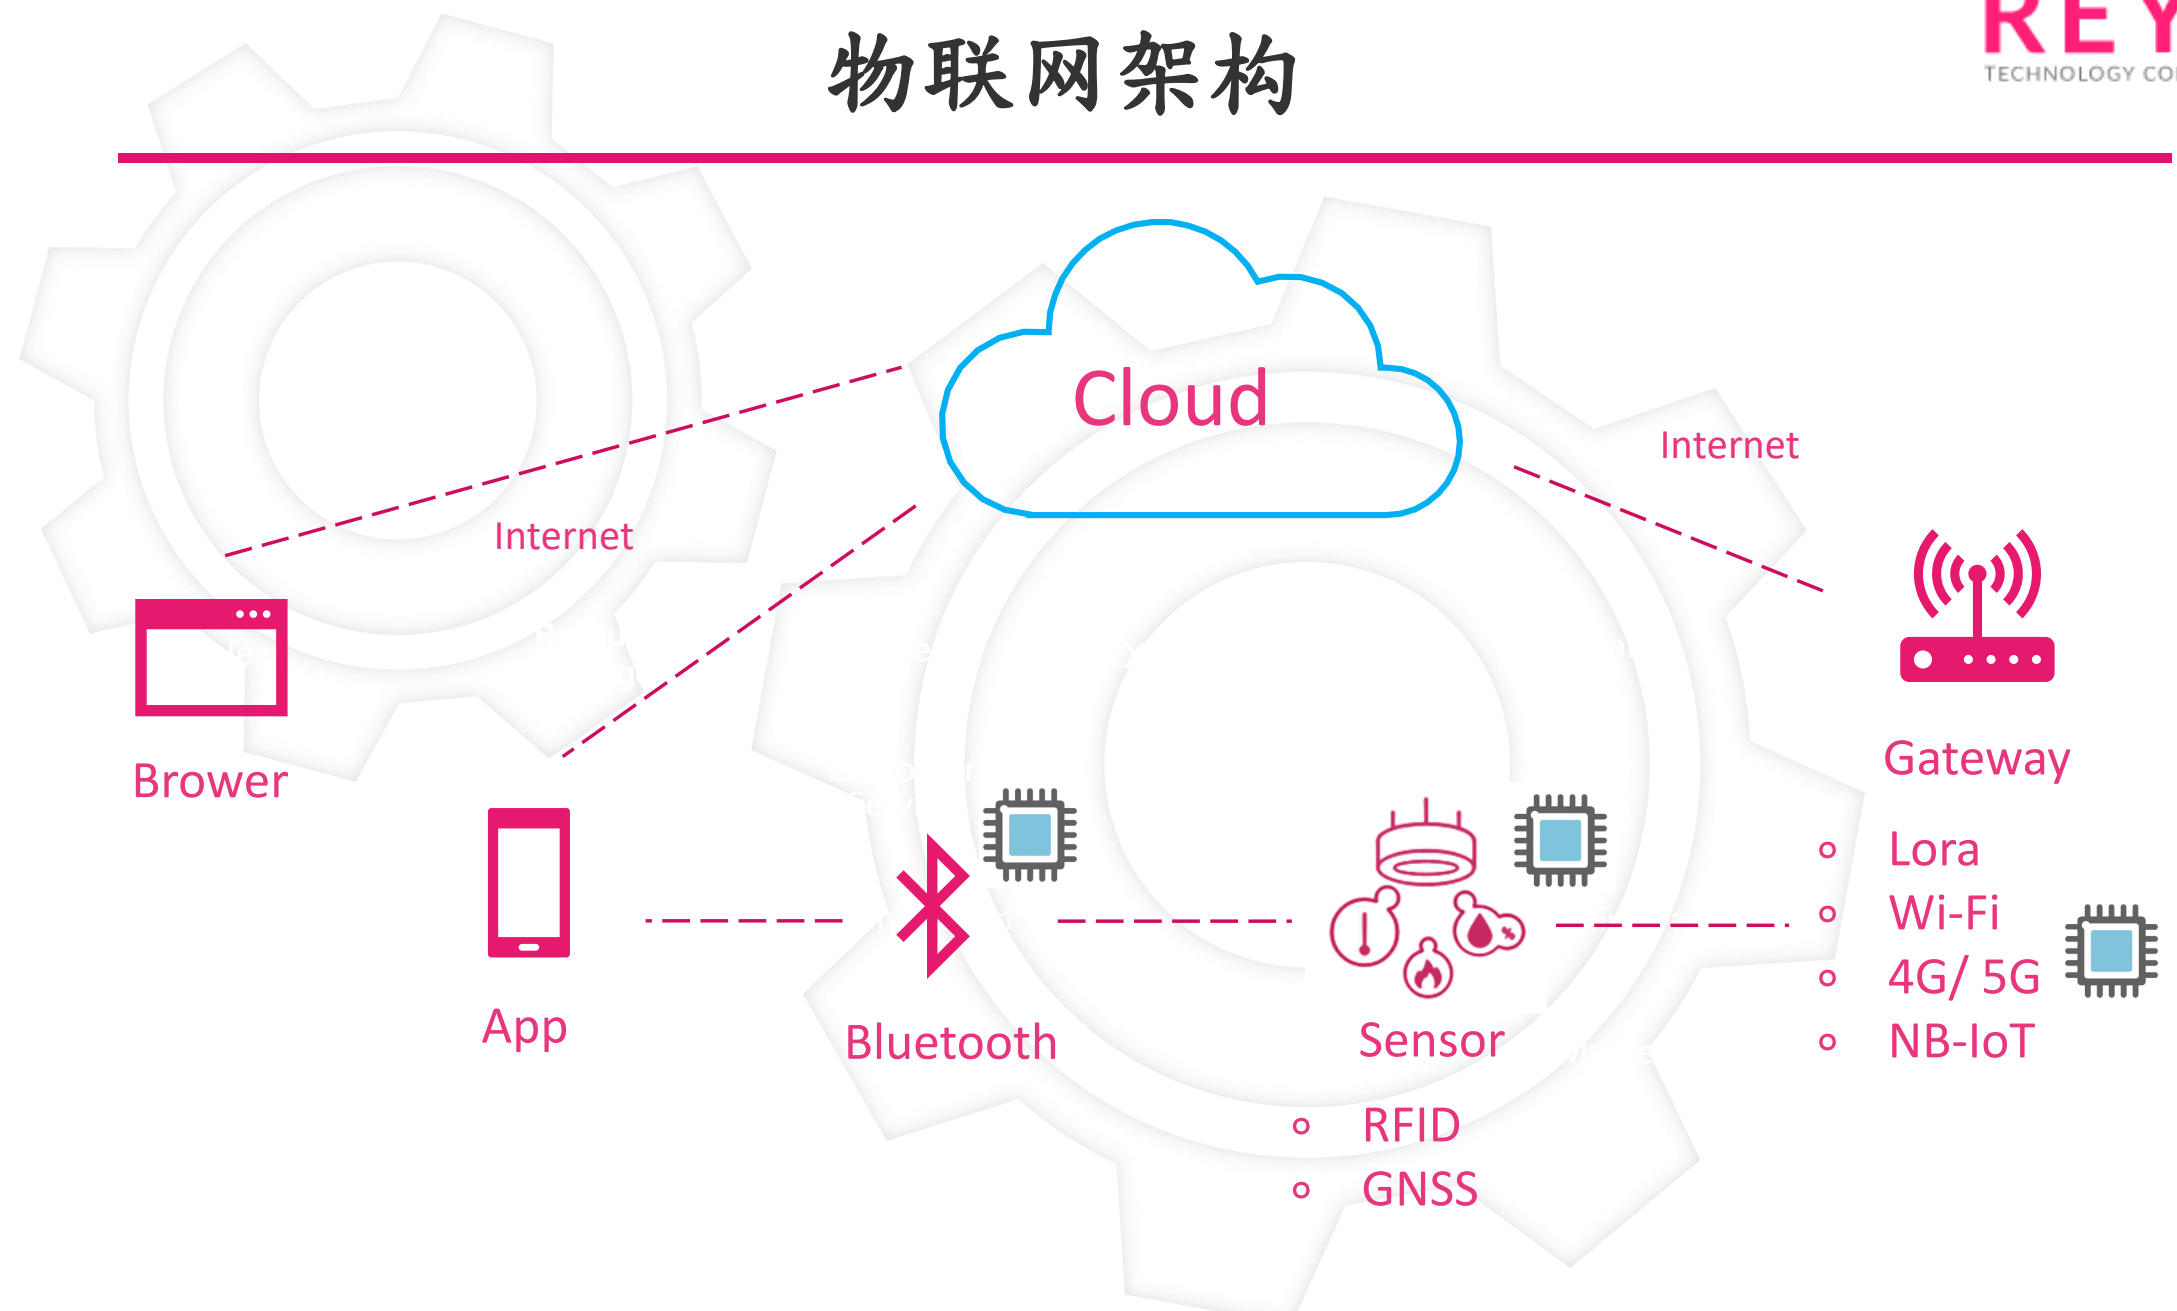 物联网架构
REY
TECHNOLOGY
Cloud
Internet
Internet
Brower
Gateway
App
Bluetooth
Sensor
RFID
GNSS
Lora
Wi-Fi
4G/ 5G
NB-IoT